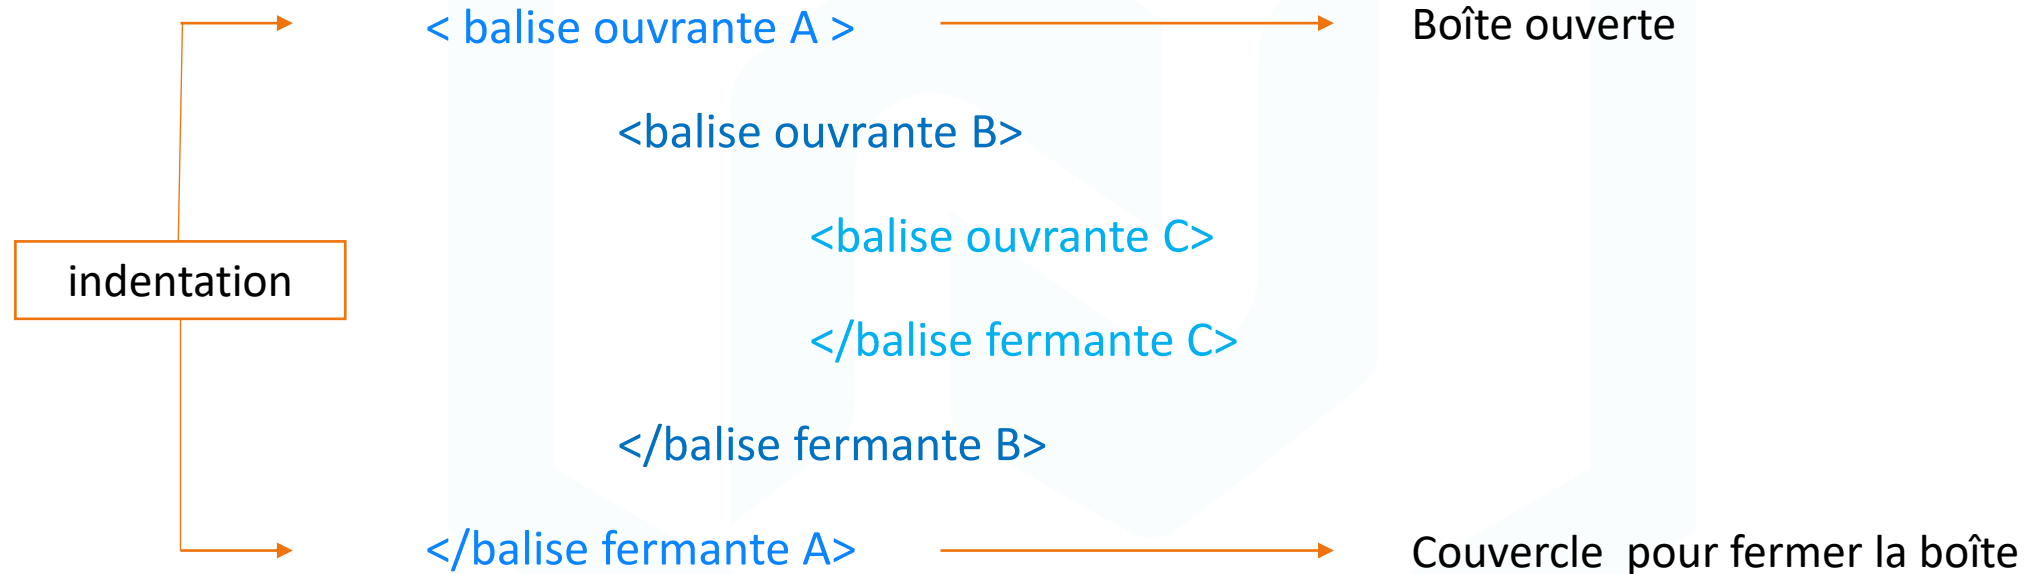 < balise ouvrante A >
Boîte ouverte
<balise ouvrante B>
<balise ouvrante C>
indentation
</balise fermante C>
</balise fermante B>
</balise fermante A>
Couvercle  pour fermer la boîte